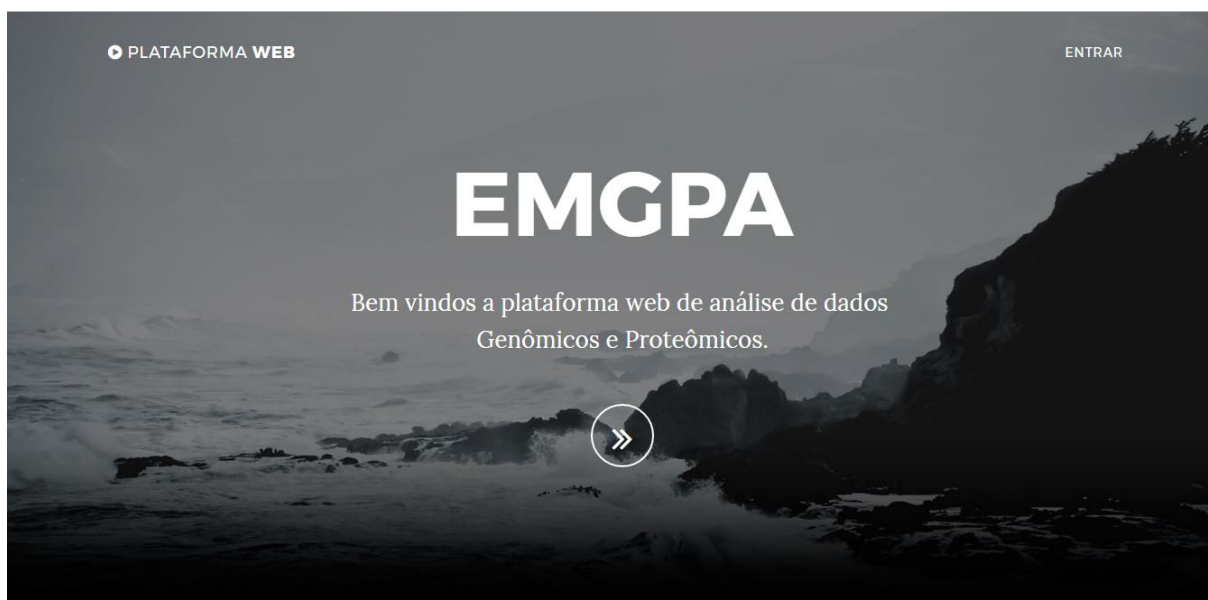 PLATAFORMA WEB
ENTRAR
EMGPA
Bem vindos a plataforma web de análise de dados
Genômicos e Proteômicos.